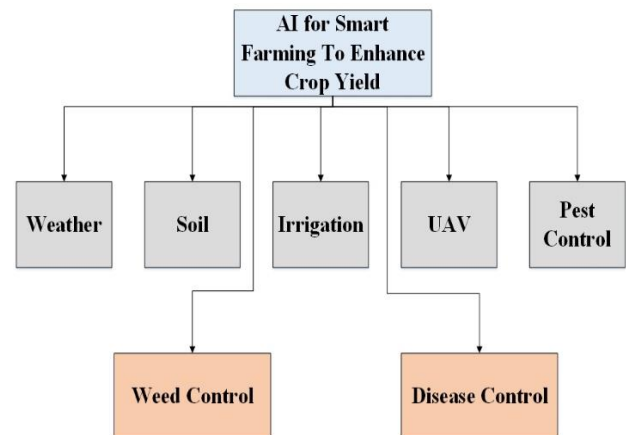 AI for Smart
Farming To Enhance
Crop Yield
Weather
Soil
Irrigation
UAV
Pest
Control
Weed Control
Disease Control